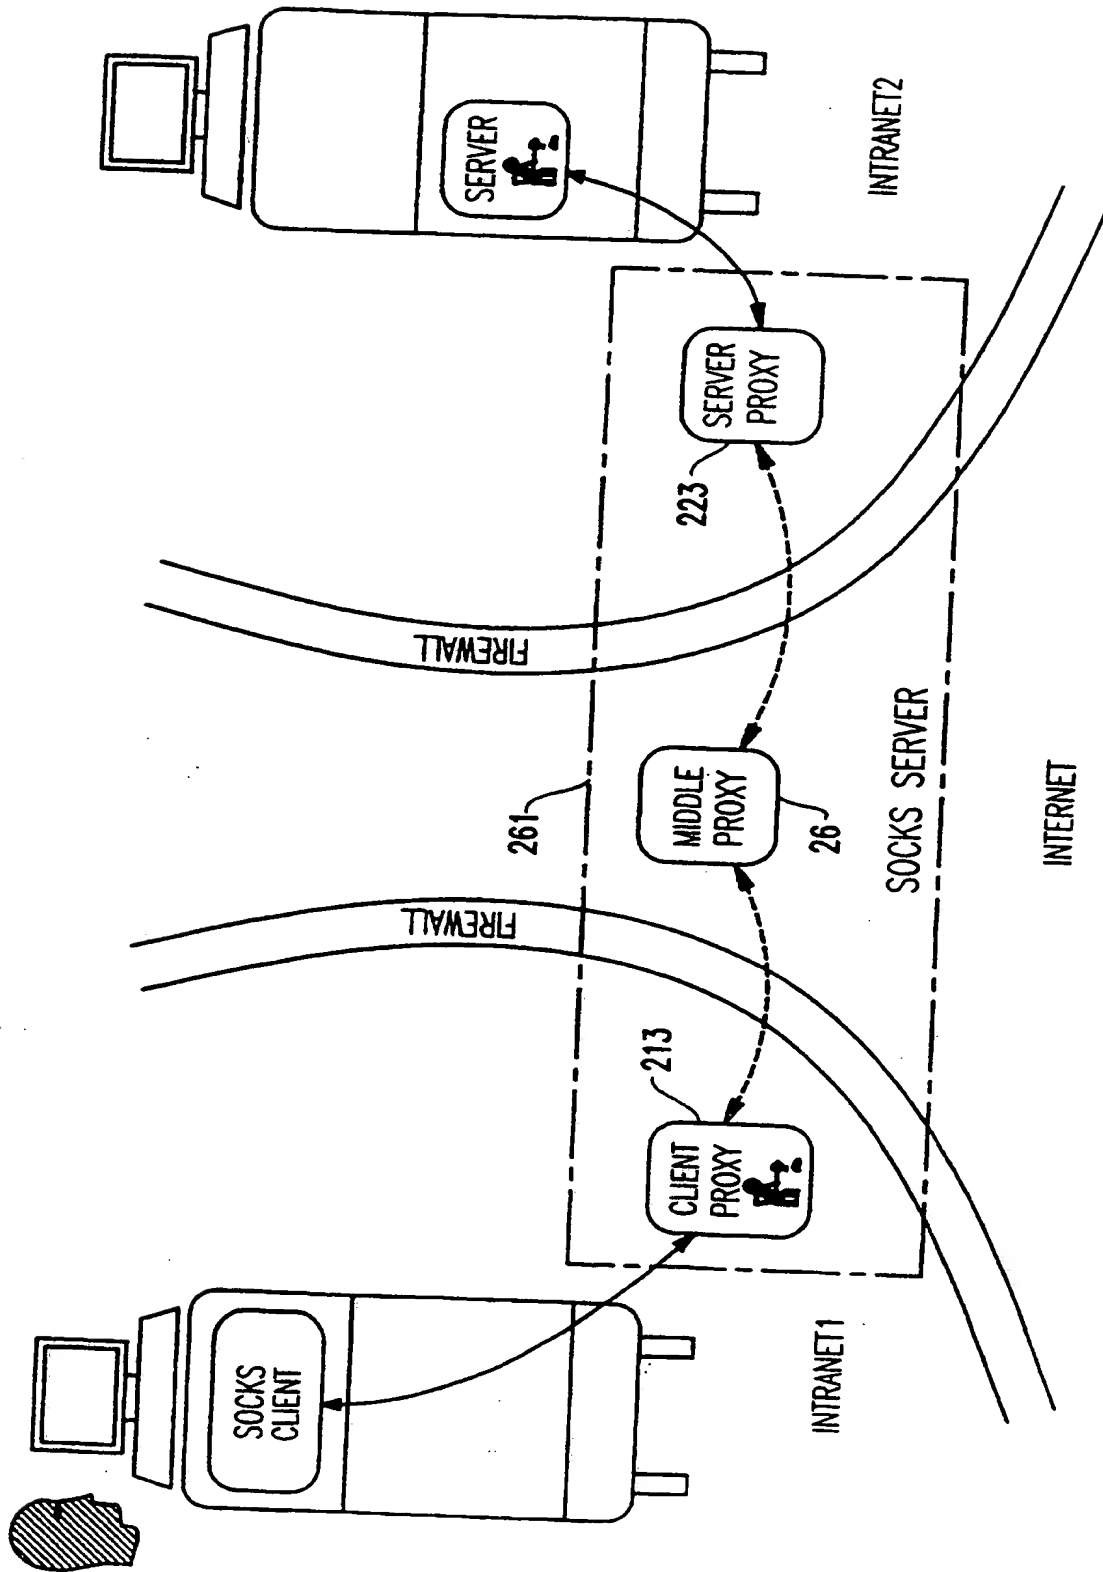 SOCKS
CLIENT
INTRANET1
CLIENT
PROXY
213
FIREWALL
261
MIDDLE
PROXY
26
SOCKS SERVER
INTERNET
FIREWALL
223
SERVER
PROXY
SERVER
INTRANET2